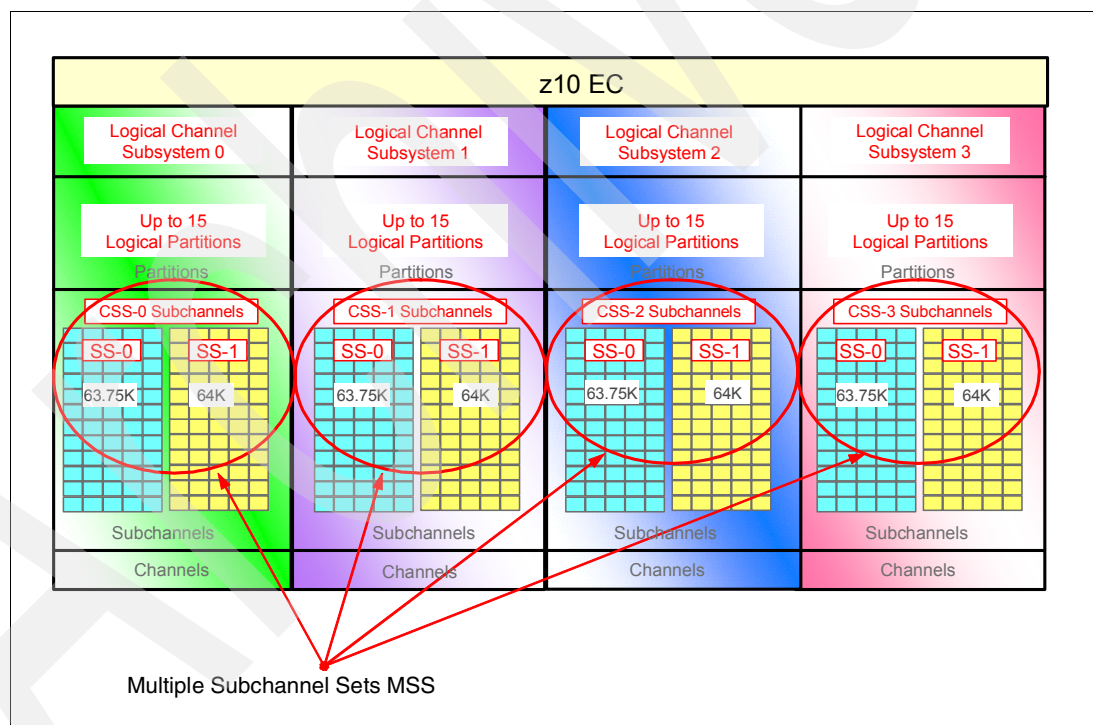 z10 EC
Logical Channel
Subsystem 0
Logical Channel
Subsystem 1
Logical Channel
Subsystem 2
Logical Channel
Subsystem 3
Up to 15
Logical Partitions
Partitions
Up to 15
Logical Partitions
Partitions
Up to 15
Logical Partitions
Partitions
Up to 15
Logical Partitions
Partitions
CSS-0 Subchannels
SS-0 SS-1
63.75K 64K
Subchannels
CSS-1 Subchannels
SS-0 SS-1
63.75K 64K
Subchannels
CSS-2 Subchannels
SS-0 SS-1
63.75K 64K
Subchannels
CSS-3 Subchannels
SS-0 SS-1
63.75K 64K
Subchannels
Channels
Channels
Channels
Channels
Multiple Subchannel Sets MSS